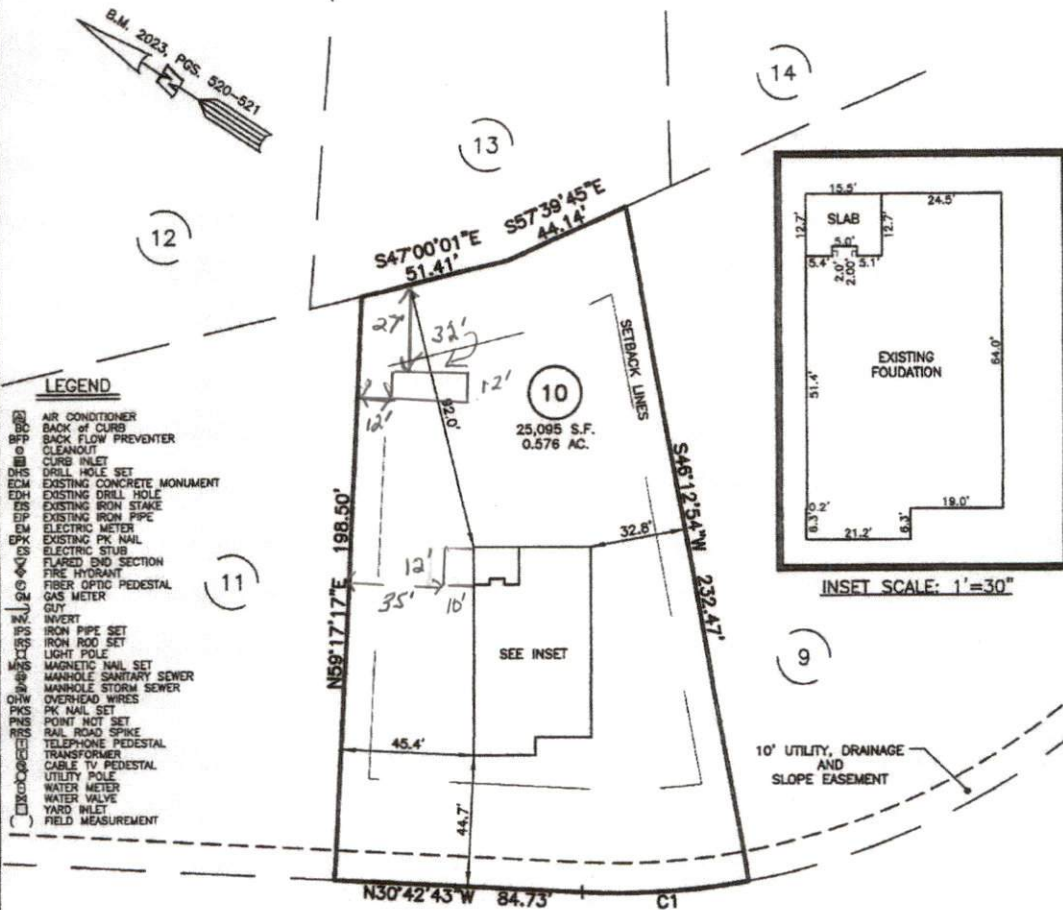 B.M. 2023, PGS. 520-521
14
13
12
S47°00'01"E
51.41'
S57°39'45"E
44.14'
15.5'
24.5'
12.7'
SLAB
12.7'
5.0'
5.4'
2.0'
2.00'
5.1'
51.4'
EXISTING
FOUDATION
64.0'
0.2'
6.3'
21.2'
6.3'
19.0'
INSET SCALE: 1'=30"
27'
32'
12'
12'
92.0'
SETBACK LINES
10
25,095 S.F.
0.576 AC.
S46°12'54"W 232.47'
32.8'
LEGEND
AIR CONDITIONER
BC BACK of CURB
BFP BACK FLOW PREVENTER
CLEANOUT
CURB INLET
DHS DRILL HOLE SET
ECM EXISTING CONCRETE MONUMENT
EDH EXISTING DRILL HOLE
EIS EXISTING IRON STAKE
EIP EXISTING IRON PIPE
EM ELECTRIC METER
EPK EXISTING PK NAIL
ES ELECTRIC STUB
FLARED END SECTION
FIRE HYDRANT
FIBER OPTIC PEDESTAL
GM GAS METER
GUY
INV. INVERT
IPS IRON PIPE SET
IRS IRON ROD SET
LIGHT POLE
MNS MAGNETIC NAIL SET
MANHOLE SANITARY SEWER
MANHOLE STORM SEWER
OHW OVERHEAD WIRES
PKS PK NAIL SET
PNS POINT NOT SET
RRS RAIL ROAD SPIKE
TELEPHONE PEDESTAL
TRANSFORMER
CABLE TV PEDESTAL
UTILITY POLE
WATER METER
WATER VALVE
YARD INLET
( ) FIELD MEASUREMENT
11
N59°17'17"E 198.50'
12'
35'
10'
SEE INSET
45.4'
44.7'
9
10' UTILITY, DRAINAGE
AND
SLOPE EASEMENT
N30°42'43"W 84.73'
C1